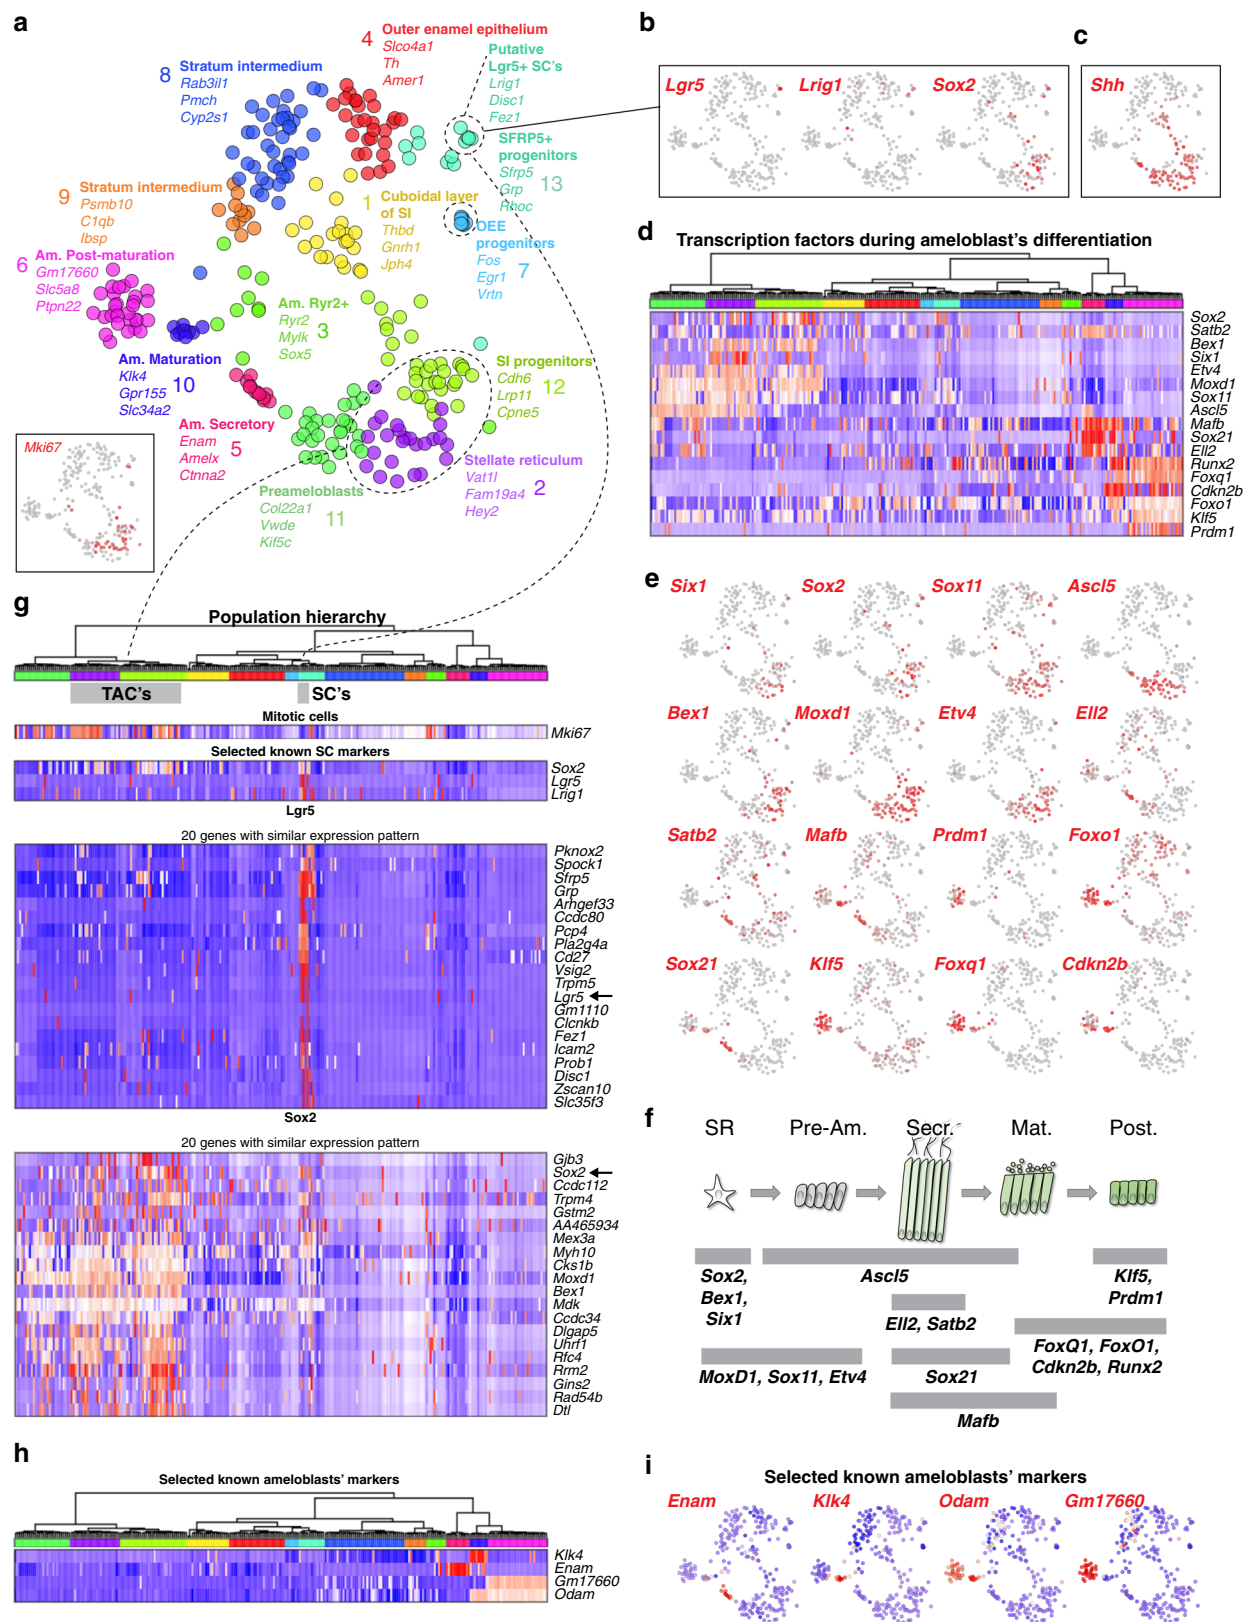 a
4
Outer enamel epithelium
Slco4a1
Th
Amer1
8
Stratum intermedium
Rab3il1
Pmch
Cyp2s1
Putative
Lgr5+ SC's
Lrig1
Disc1
Fez1
SFRP5+
progenitors
Sfrp5
Grp
Rhoc
13
9
Stratum intermedium
Psmb10
C1qb
Ibsp
1
Cuboidal layer
of SI
Thbd
Gnrh1
Jph4
OEE
progenitors
Fos
Egr1
Vrtn
7
6
Am. Post-maturation
Gm17660
Slc5a8
Ptpn22
Am. Ryr2+
Ryr2
Mylk
Sox5
3
Am. Maturation
Klk4
Gpr155
Slc34a2
10
SI progenitors
Cdh6
Lrp11
Cpne5
12
Am. Secretory
Enam
Amelx
Ctnna2
5
Stellate reticulum
Vat1l
Fam19a4
Hey2
2
Preameloblasts
Col22a1
Vwde
Kif5c
11
Mki67
b
Lgr5
Lrig1
Sox2
c
Shh
d
Transcription factors during ameloblast's differentiation
Sox2
Satb2
Bex1
Six1
Etv4
Moxd1
Sox11
Ascl5
Mafb
Sox21
Ell2
Runx2
Foxq1
Cdkn2b
Foxo1
Klf5
Prdm1
e
Six1
Sox2
Sox11
Ascl5
Bex1
Moxd1
Etv4
Ell2
Satb2
Mafb
Prdm1
Foxo1
Sox21
Klf5
Foxq1
Cdkn2b
f
SR
Pre-Am.
Secr.
Mat.
Post.
Sox2,
Bex1,
Six1
Ascl5
Klf5,
Prdm1
Ell2, Satb2
FoxQ1, FoxO1,
Cdkn2b, Runx2
MoxD1, Sox11, Etv4
Sox21
Mafb
g
Population hierarchy
TAC's
SC's
Mitotic cells
Mki67
Selected known SC markers
Sox2
Lgr5
Lrig1
Lgr5
20 genes with similar expression pattern
Pknox2
Spock1
Sfrp5
Grp
Arhgef33
Ccdc80
Pcp4
Pla2g4a
Cd27
Vsig2
Trpm5
Lgr5
Gm1110
Clcnkb
Fez1
Icam2
Prob1
Disc1
Zscan10
Slc35f3
Sox2
20 genes with similar expression pattern
Gjb3
Sox2
Ccdc112
Trpm4
Gstm2
AA465934
Mex3a
Myh10
Cks1b
Moxd1
Bex1
Mdk
Ccdc34
Dlgap5
Uhrf1
Rfc4
Rrm2
Gins2
Rad54b
Dtl
h
Selected known ameloblasts' markers
Klk4
Enam
Gm17660
Odam
i
Selected known ameloblasts' markers
Enam
Klk4
Odam
Gm17660